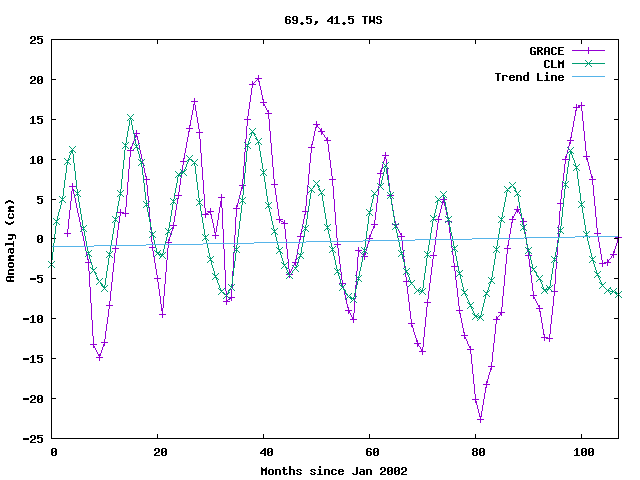 69.5, 41.5 TWS
GRACE
CLM
Trend Line
25
20
15
10
5
0
-5
-10
-15
-20
-25
Anomaly (cm)
0 20 40 60 80 100
Months since Jan 2002